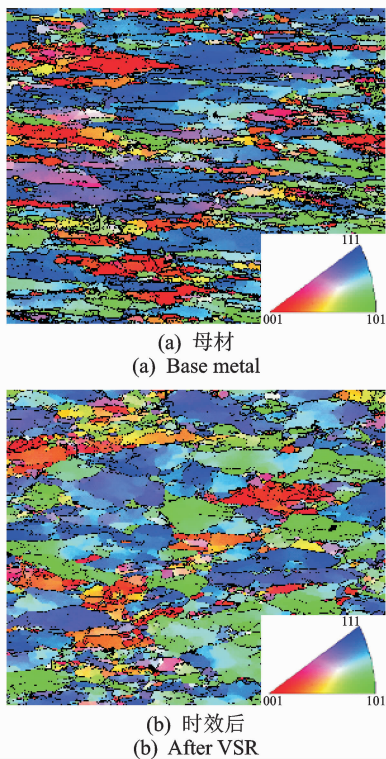 111
001
101
(a) 母材
(a) Base metal
111
001
101
(b) 时效后
(b) After VSR